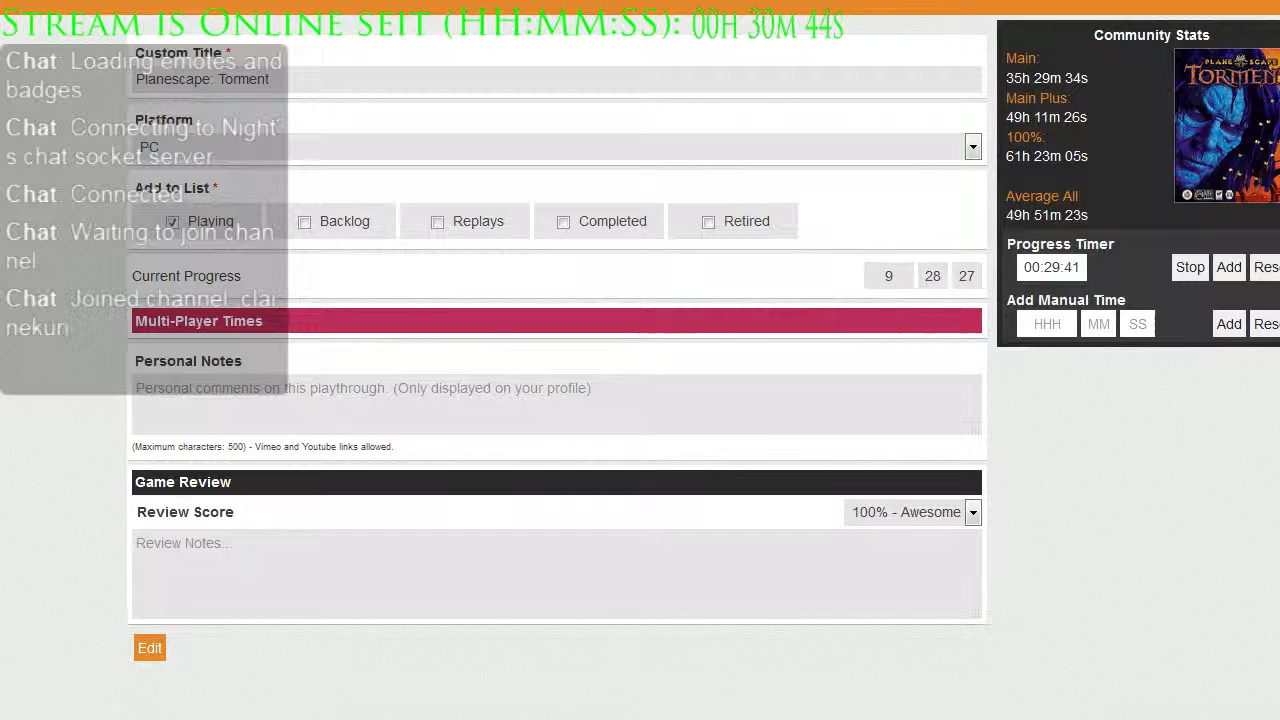 Stream is Online seit (HH:MM:SS): 00h 30m 44s
Chat: Loading emotes and
badges
Chat: Connecting to Night'
s chat socket server...
Chat: Connected
Chat: Waiting to join chan
nel
Chat: Joined channel
nekun
Custom Title *
Planescape: Torment
Platform
PC
Add to List *
Playing
Backlog
Replays
Completed
Retired
Current Progress
9 28 27
Multi-Player Times
Personal Notes
Personal comments on this playthrough. (Only displayed on your profile)
(Maximum characters: 500) - Vimeo and Youtube links allowed.
Game Review
Review Score
100% - Awesome
Review Notes...
Edit
Community Stats
Main:
35h 29m 34s
Main Plus:
49h 11m 26s
100%:
61h 23m 05s
Average All
49h 51m 23s
PLANESCAPE
TORMEN
Progress Timer
00:29:41
Stop
Add
Res
Add Manual Time
HHH
MM
SS
Add
Res